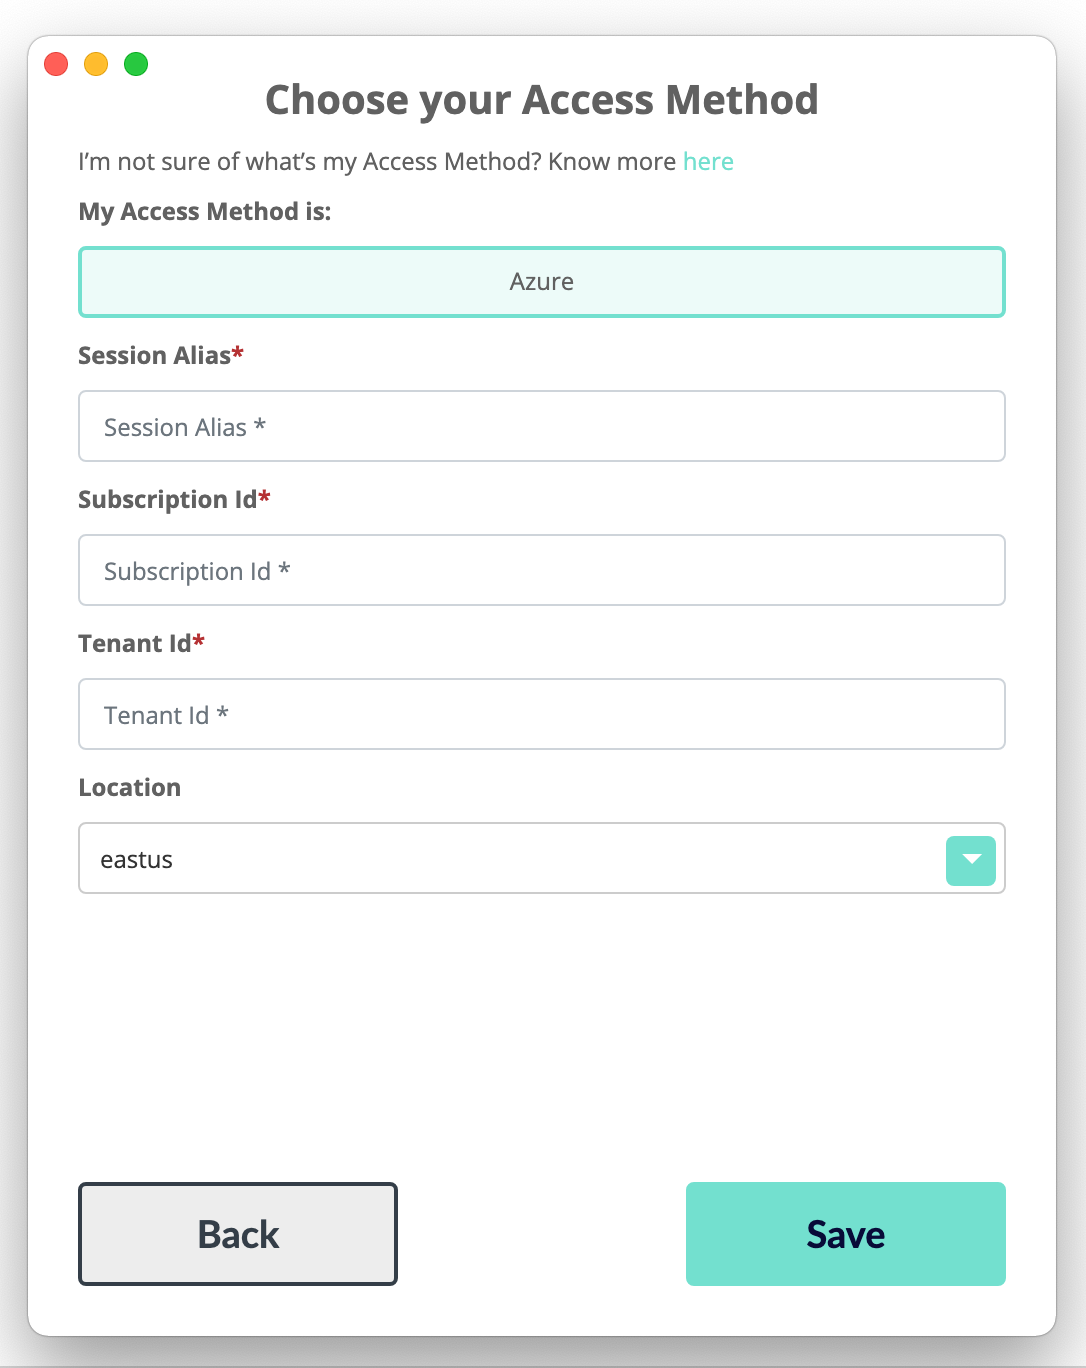 Choose your Access Method
I’m not sure of what’s my Access Method? Know more here
My Access Method is:
Azure
Session Alias*
Session Alias *
Subscription Id*
Subscription Id *
Tenant Id*
Tenant Id *
Location
eastus
Back
Save